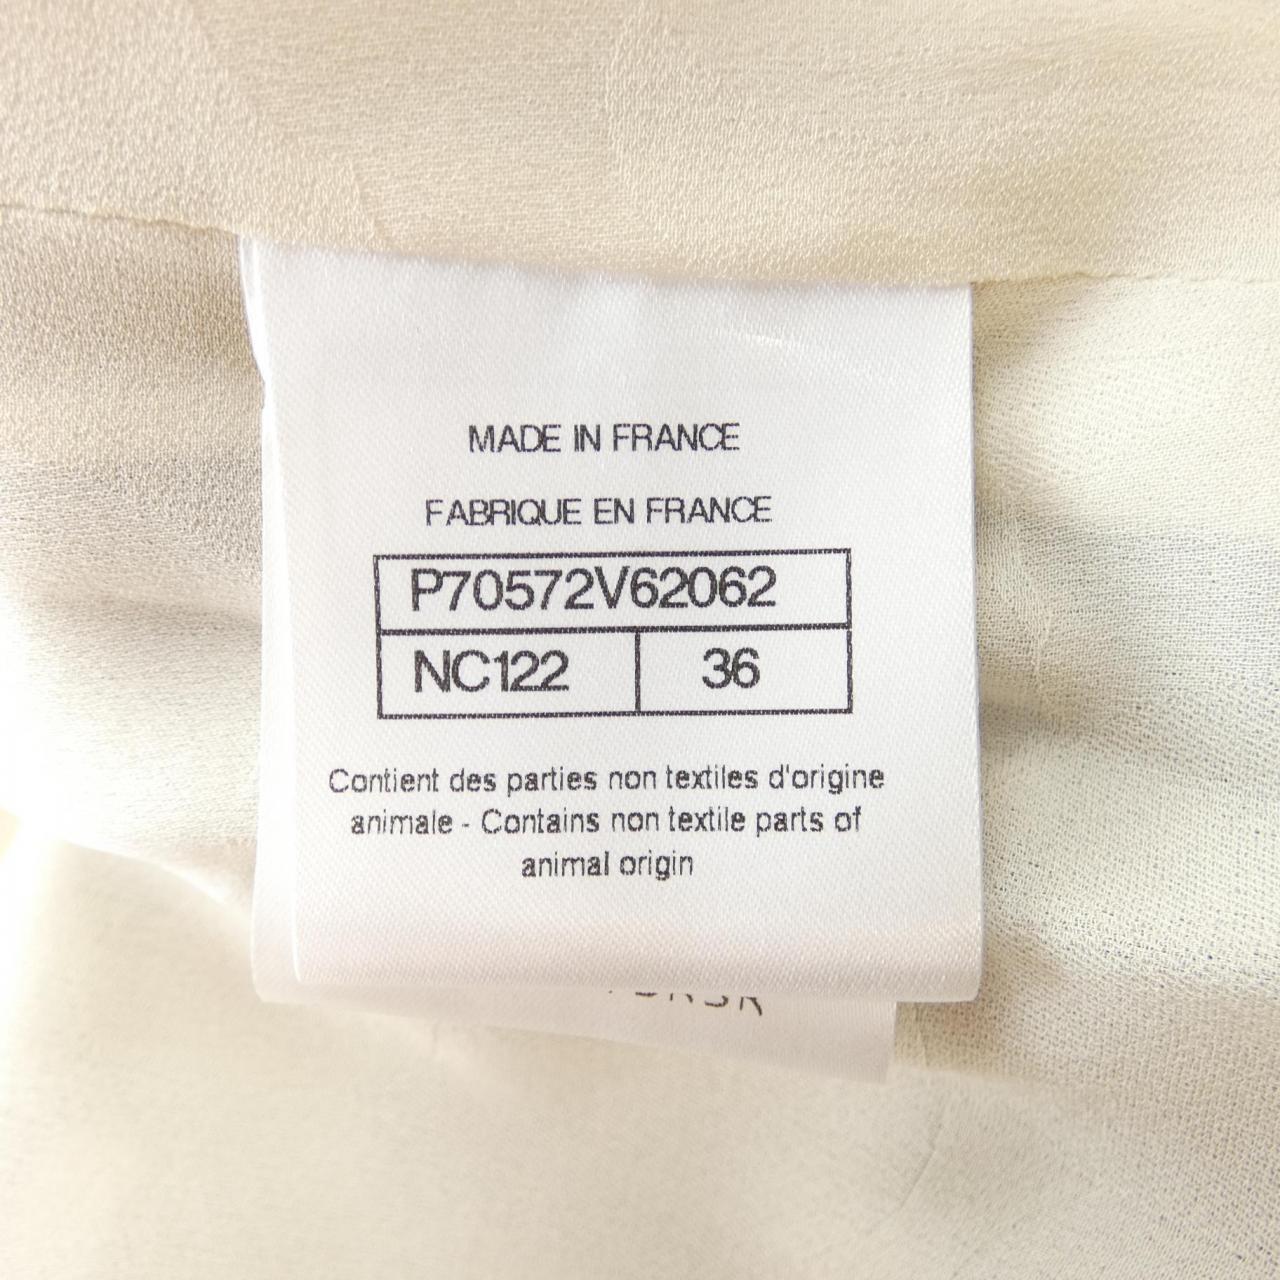 MADE IN FRANCE
FABRIQUE EN FRANCE
P70572V62062
NC122 36
Contient des parties non textiles d'origine
animale - Contains non textile parts of
animal origin